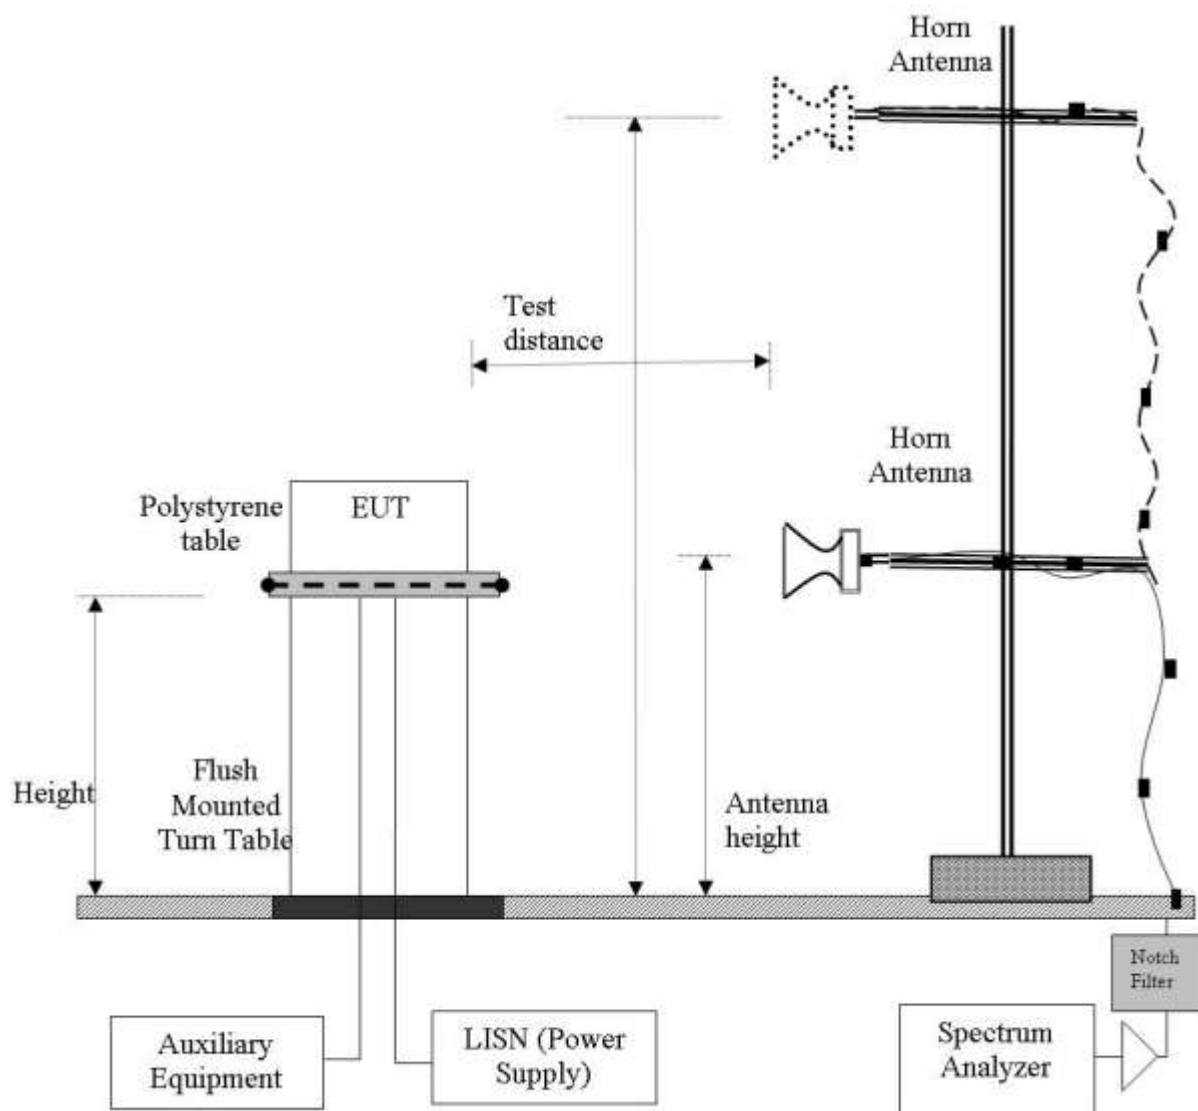 Horn
Antenna
Test
distance
Horn
Antenna
Polystyrene
table
EUT
Height
Flush
Mounted
Turn Table
Antenna
height
Notch
Filter
Auxiliary
Equipment
LISN (Power
Supply)
Spectrum
Analyzer